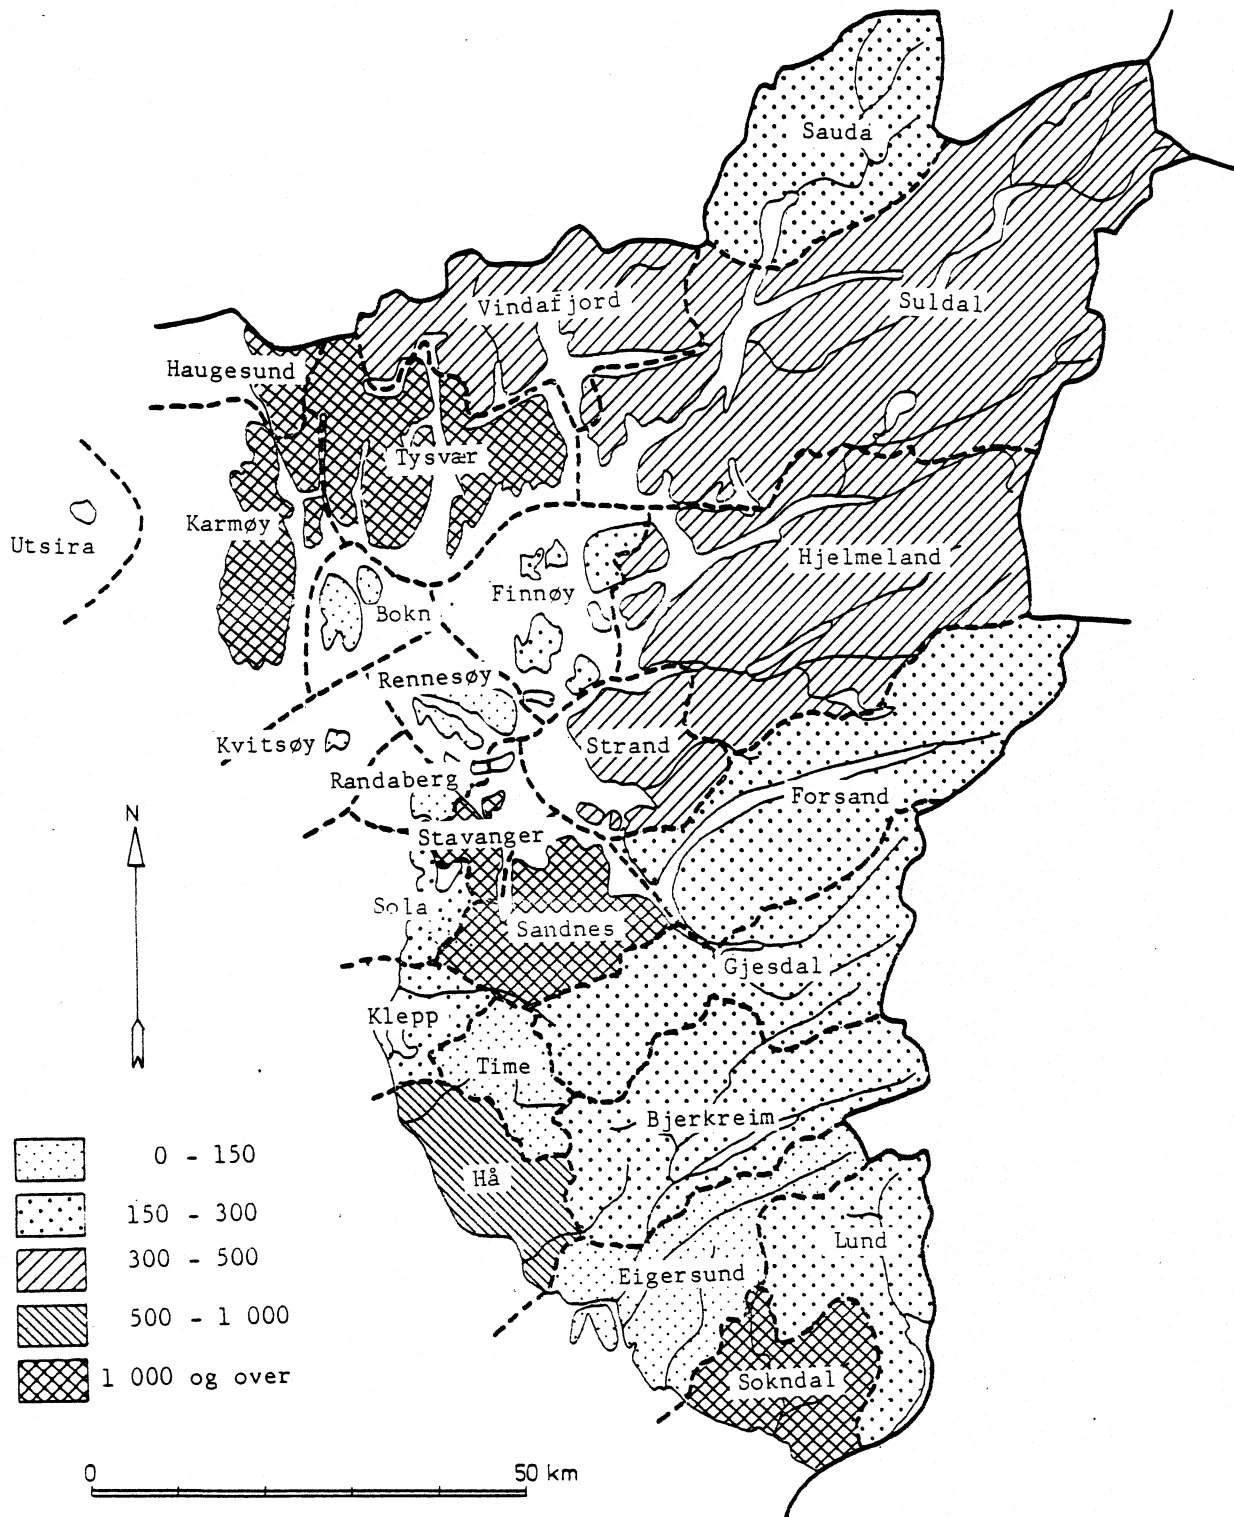 Sauda
Vindafjord
Suldal
Haugesund
Tysvær
Karmøy
Utsira
Hjelmeland
Finnøy
Bokn
Rennesøy
Kvitsøy
Strand
Randaberg
Forsand
N
Stavanger
Sola
Sandnes
Gjesdal
Klepp
Time
Bjerkreim
0 - 150
Hå
150 - 300
Lund
300 - 500
Eigersund
500 - 1 000
1 000 og over
Sokndal
0 50 km